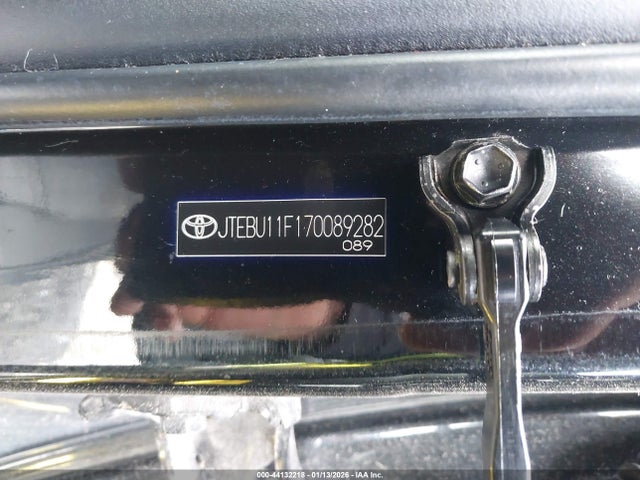 JTEBU11F170089282
089
000-44132218 - 01/13/2026 - IAA Inc.